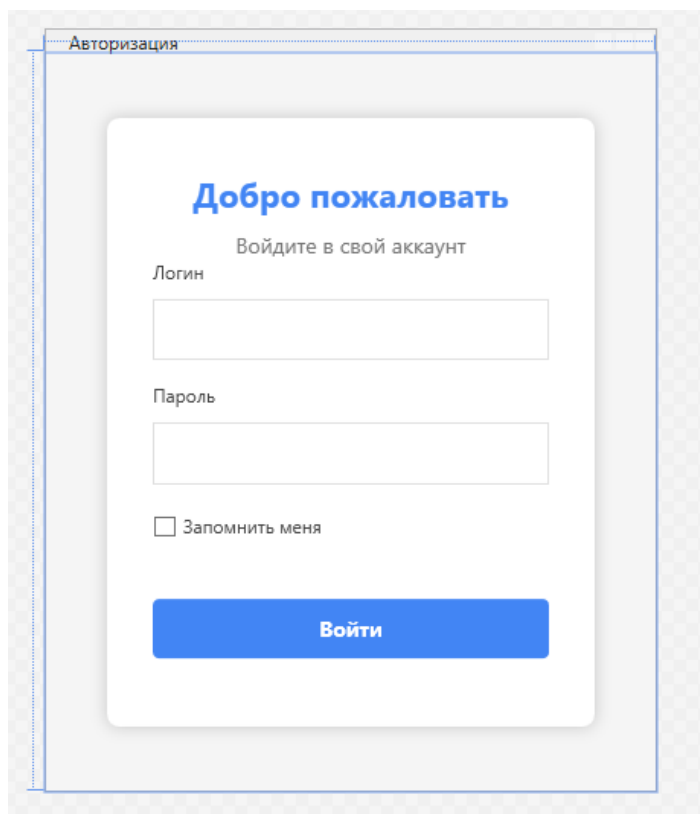 Авторизация
Добро пожаловать
Войдите в свой аккаунт
Логин
Пароль
Запомнить меня
Войти